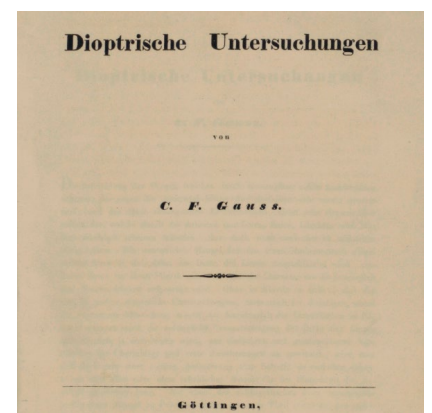 Dioptrische Untersuchungen
von
C. F. Gauss.
Göttingen,